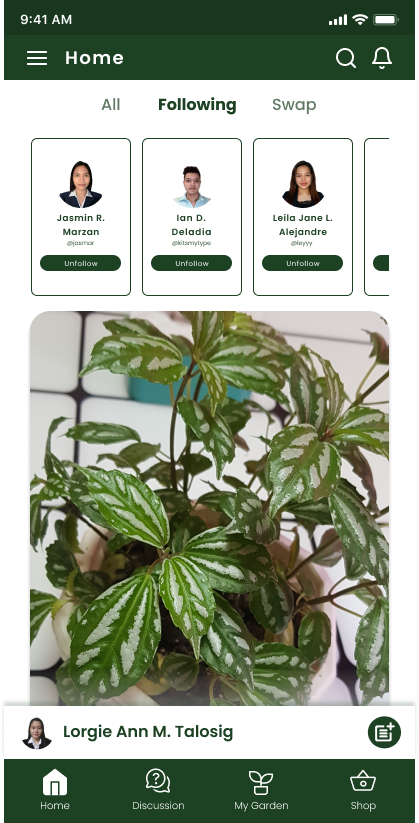 9:41 AM
Home
All Following Swap
Jasmin R.
Marzan
@jasmar
Unfollow
Ian D.
Deladia
@kitsmytype
Unfollow
Leila Jane L.
Alejandre
@leyyy
Unfollow
Lorgie Ann M. Talosig
Home Discussion My Garden Shop